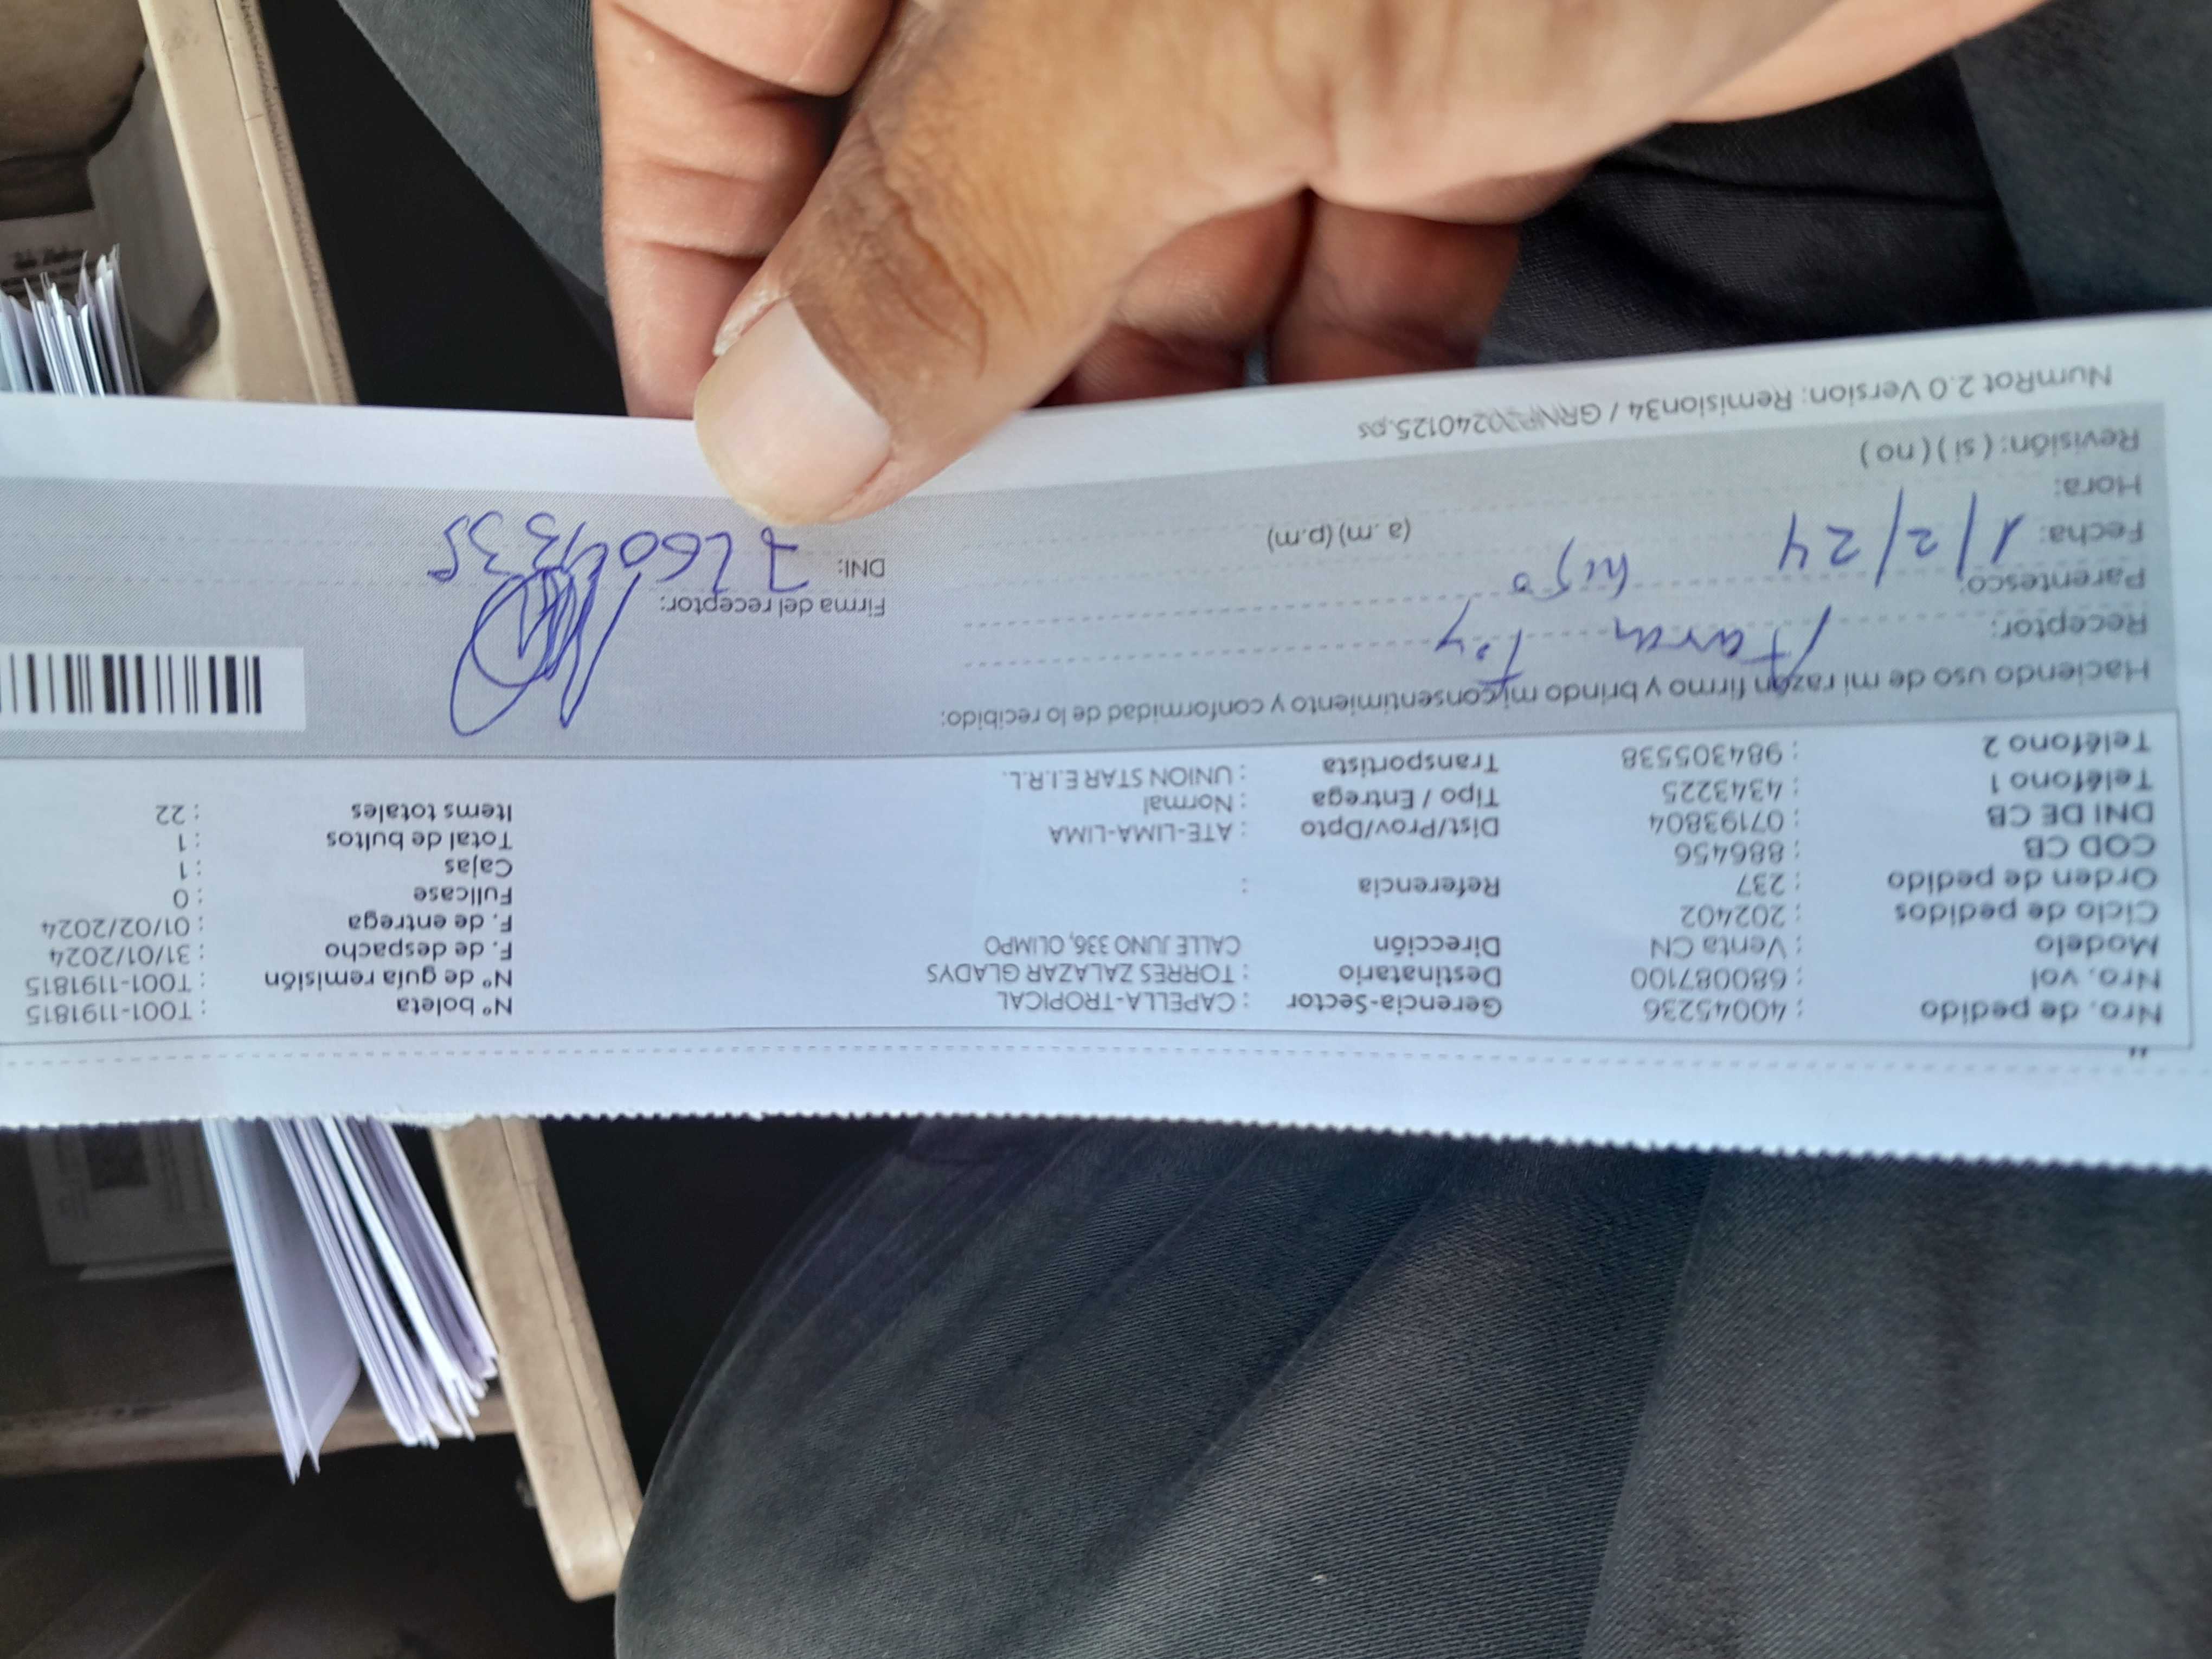 "
Nro. de pedido : 40045236 Gerencia-Sector : CAPELLA-TROPICAL Nº boleta : T001-1191815
Nro. vol : 680087100 Destinatario : TORRES ZALAZAR GLADYS Nº de guía remisión : T001-1191815
Modelo : Venta CN Dirección CALLE JUNO 336, OLIMPO F. de despacho : 31/01/2024
Ciclo de pedidos : 202402 F. de entrega : 01/02/2024
Orden de pedido : 237 Referencia : Fullcase : 0
COD CB : 886456 Cajas : 1
DNI DE CB : 07193804 Dist/Prov/Dpto : ATE-LIMA-LIMA Total de bultos : 1
Teléfono 1 : 4343225 Tipo / Entrega : Normal Items totales : 22
Teléfono 2 : 984305538 Transportista : UNION STAR E.I.R.L.
Haciendo uso de mi razón firmo y brindo mi consentimiento y conformidad de lo recibido:
Receptor: Firma del receptor:
Parentesco: hijo
Fecha: 1/2/24 DNI:
Hora: (a. m) (p.m)
Revisión: ( si ) ( no )
NumRot 2.0 Version: Remision34 /